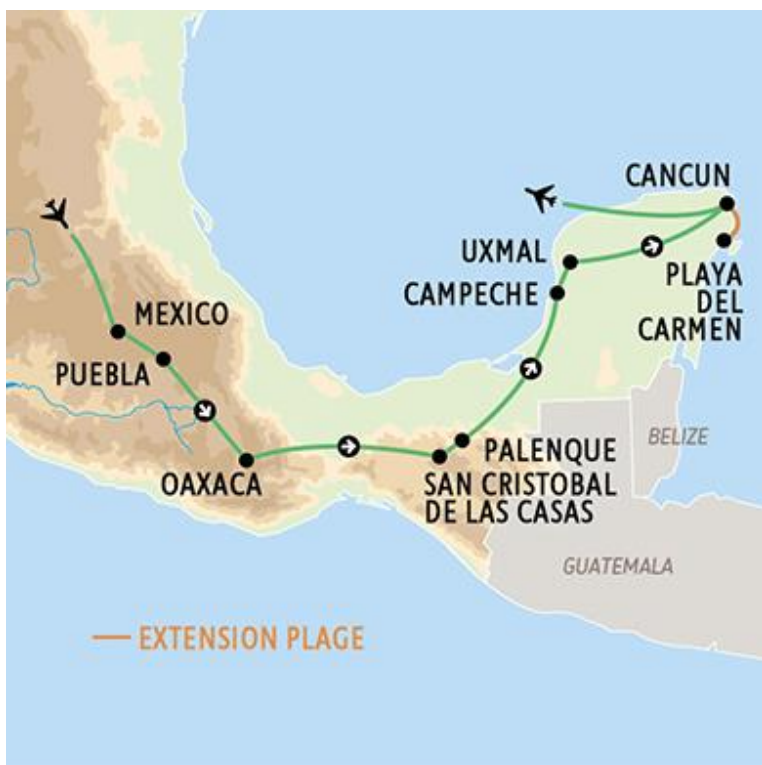 CANCUN
UXMAL
CAMPECHE
PLAYA
DEL
CARMEN
MEXICO
PUEBLA
OAXACA
PALENQUE
SAN CRISTOBAL
DE LAS CASAS
BELIZE
GUATEMALA
EXTENSION PLAGE